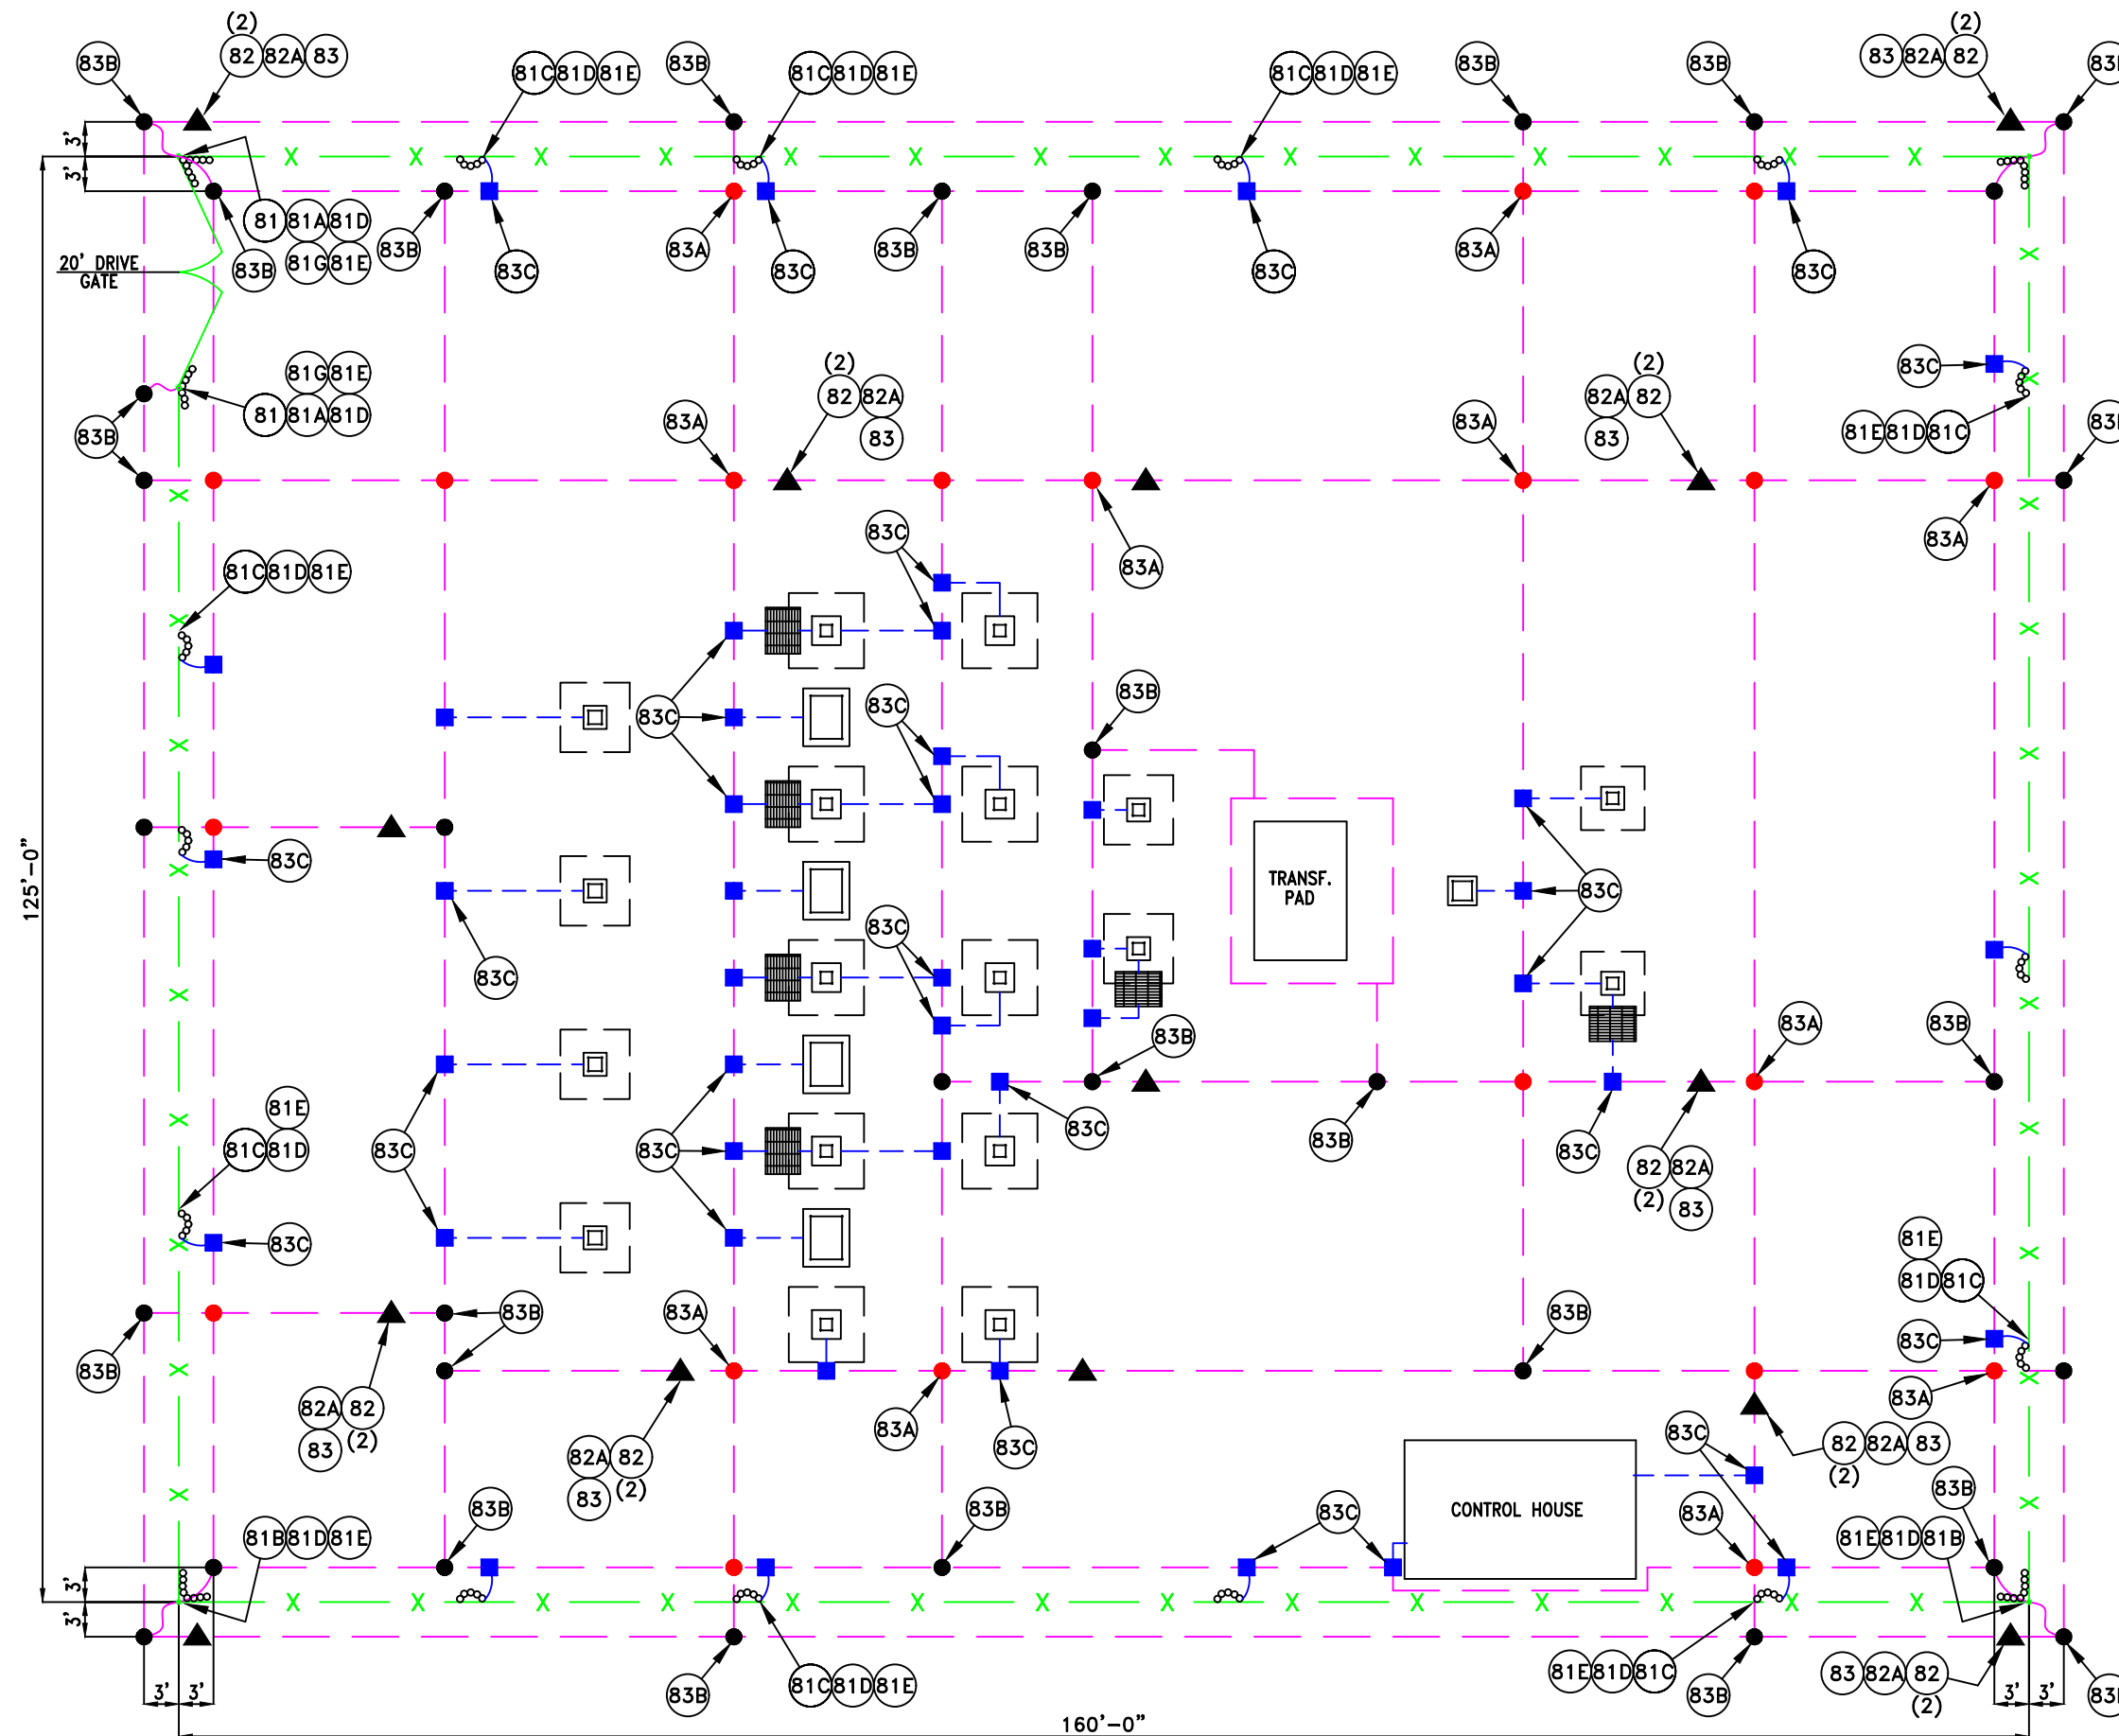 (2) (2)
83B 82 82A 83 81C 81D 81E 83B 81C 81D 81E 81C 81D 81E 83B 83B 83 82A 82
3'
X X X X X X X X X X X X X X
3'
81 81A 81D
83B 81G 81E 83B 83C 83A 83C 83B 83B 83C 83A 83C
20' DRIVE
GATE
X
(2) (2)
81G 81E 83C
X
82 82A 82A 82
81 81A 81D 83A 83 83A 83 81E 81D 81C
83B
X X
83C 83A 83A
81C 81D 81E
X X
83C 83C 83B
X X
125'-0"
83C TRANSF.
PAD 83C
X X
83C 83C
X X
83B 83A 83B
81E 83C
X X
81C 81D 83C 83C 83B 83C
82 82A
(2) 83
83C 81E
X X
81D 81C
83B 83A 83B 83C
83B
X X
82A 82 83A 83C 83A
83 (2) 82A 82 83C 82 82A 83
83 (2) (2)
X 83B 83B 83C CONTROL HOUSE 83A 83B X
81B 81D 81E 81E 81D 81B
3'
X X X X X X X X X X X X X X
3'
83B 81C 81D 81E 81E 81D 81C 83B 83 82A 82
3' 3' (2) 3' 3'
160'-0"